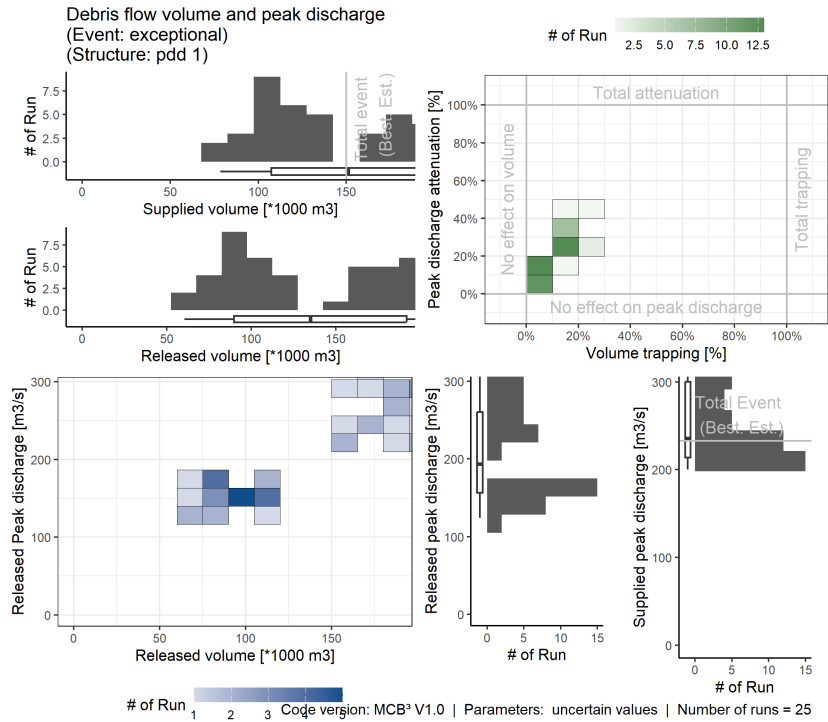 Debris flow volume and peak discharge
(Event: exceptional)
(Structure: pdd 1)
# of Run
2.5 5.0 7.5 10.0 12.5
# of Run
7.5
5.0
2.5
0.0
Total event
(Best. Est.)
0 50 100 150
Supplied volume [*1000 m3]
# of Run
7.5
5.0
2.5
0.0
0 50 100 150
Released volume [*1000 m3]
Peak discharge attenuation [%]
100%
80%
60%
40%
20%
0%
Total attenuation
No effect on volume
Total trapping
No effect on peak discharge
0% 20% 40% 60% 80% 100%
Volume trapping [%]
Released Peak discharge [m3/s]
300
200
100
0
0 50 100 150
Released volume [*1000 m3]
Released peak discharge [m3/s]
300
200
100
0
0 5 10 15
# of Run
Supplied peak discharge [m3/s]
300
200
100
0
Total Event
(Best. Est.)
0 5 10 15
# of Run
# of Run
1 2 3 4 5
Code version: MCB³ V1.0 | Parameters: uncertain values | Number of runs = 25